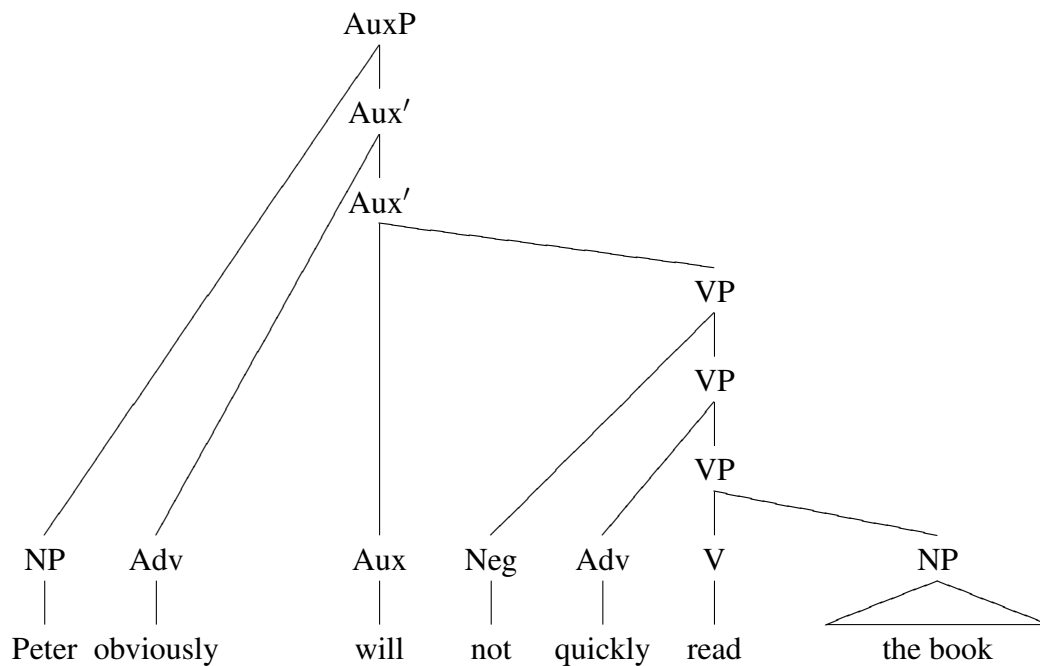 AuxP
Aux′
Aux′
VP
VP
VP
NP Adv Aux Neg Adv V NP
Peter obviously will not quickly read the book